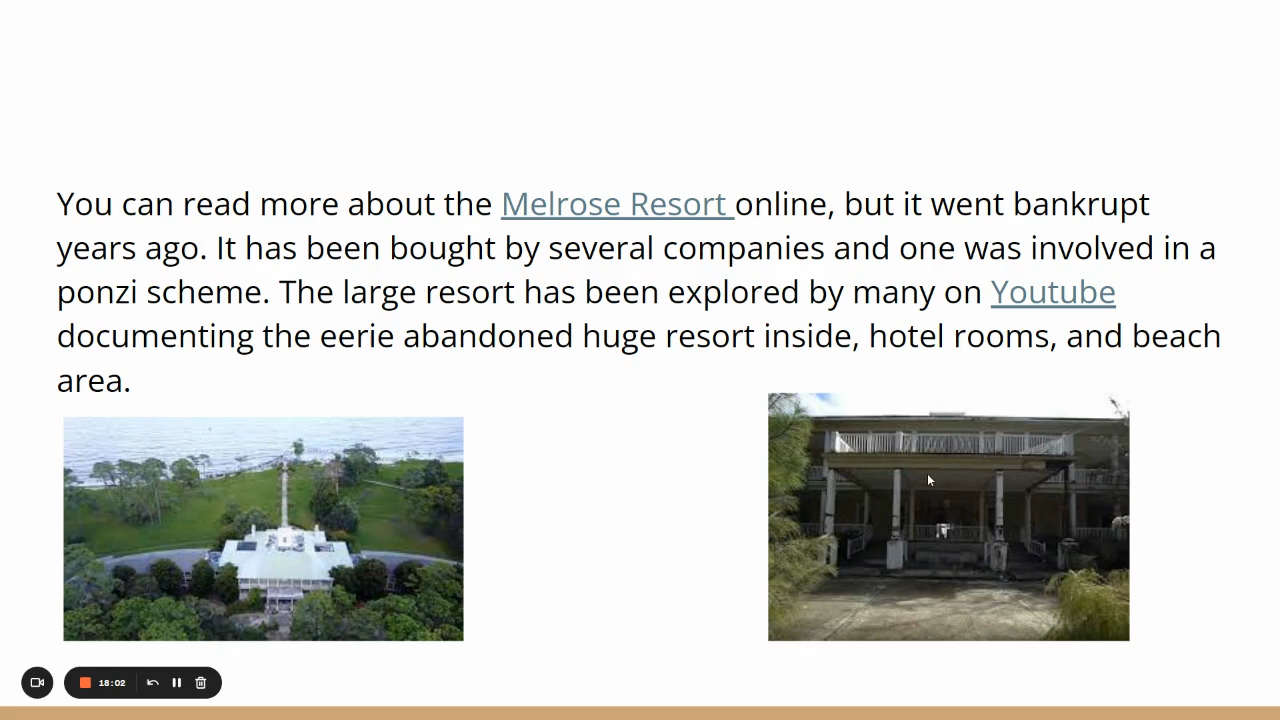 You can read more about the Melrose Resort online, but it went bankrupt
years ago. It has been bought by several companies and one was involved in a
ponzi scheme. The large resort has been explored by many on Youtube
documenting the eerie abandoned huge resort inside, hotel rooms, and beach
area.
18:02